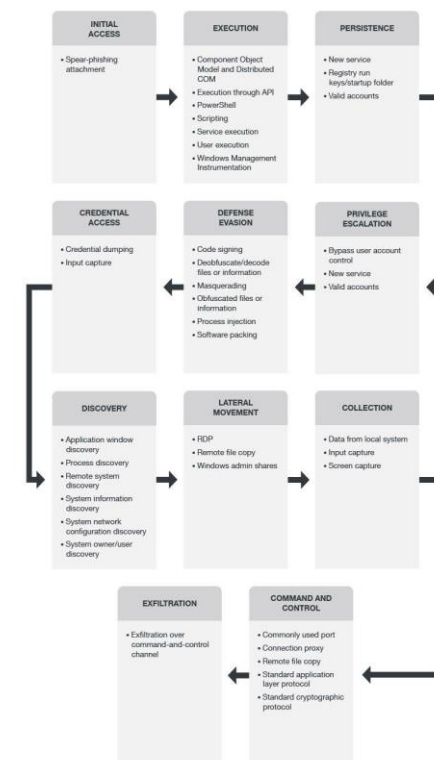 INITIAL
ACCESS
• Spear-phishing
attachment
EXECUTION
• Component Object
Model and Distributed
COM
• Execution through API
• PowerShell
• Scripting
• Service execution
• User execution
• Windows Management
Instrumentation
PERSISTENCE
• New service
• Registry run
keys/startup folder
• Valid accounts
CREDENTIAL
ACCESS
• Credential dumping
• Input capture
DEFENSE
EVASION
• Code signing
• Deobfuscate/decode
files or information
• Masquerading
• Obfuscated files or
information
• Process injection
• Software packing
PRIVILEGE
ESCALATION
• Bypass user account
control
• New service
• Valid accounts
DISCOVERY
• Application window
discovery
• Process discovery
• Remote system
discovery
• System information
discovery
• System network
configuration discovery
• System owner/user
discovery
LATERAL
MOVEMENT
• RDP
• Remote file copy
• Windows admin shares
COLLECTION
• Data from local system
• Input capture
• Screen capture
EXFILTRATION
• Exfiltration over
command-and-control
channel
COMMAND AND
CONTROL
• Commonly used port
• Connection proxy
• Remote file copy
• Standard application
layer protocol
• Standard cryptographic
protocol